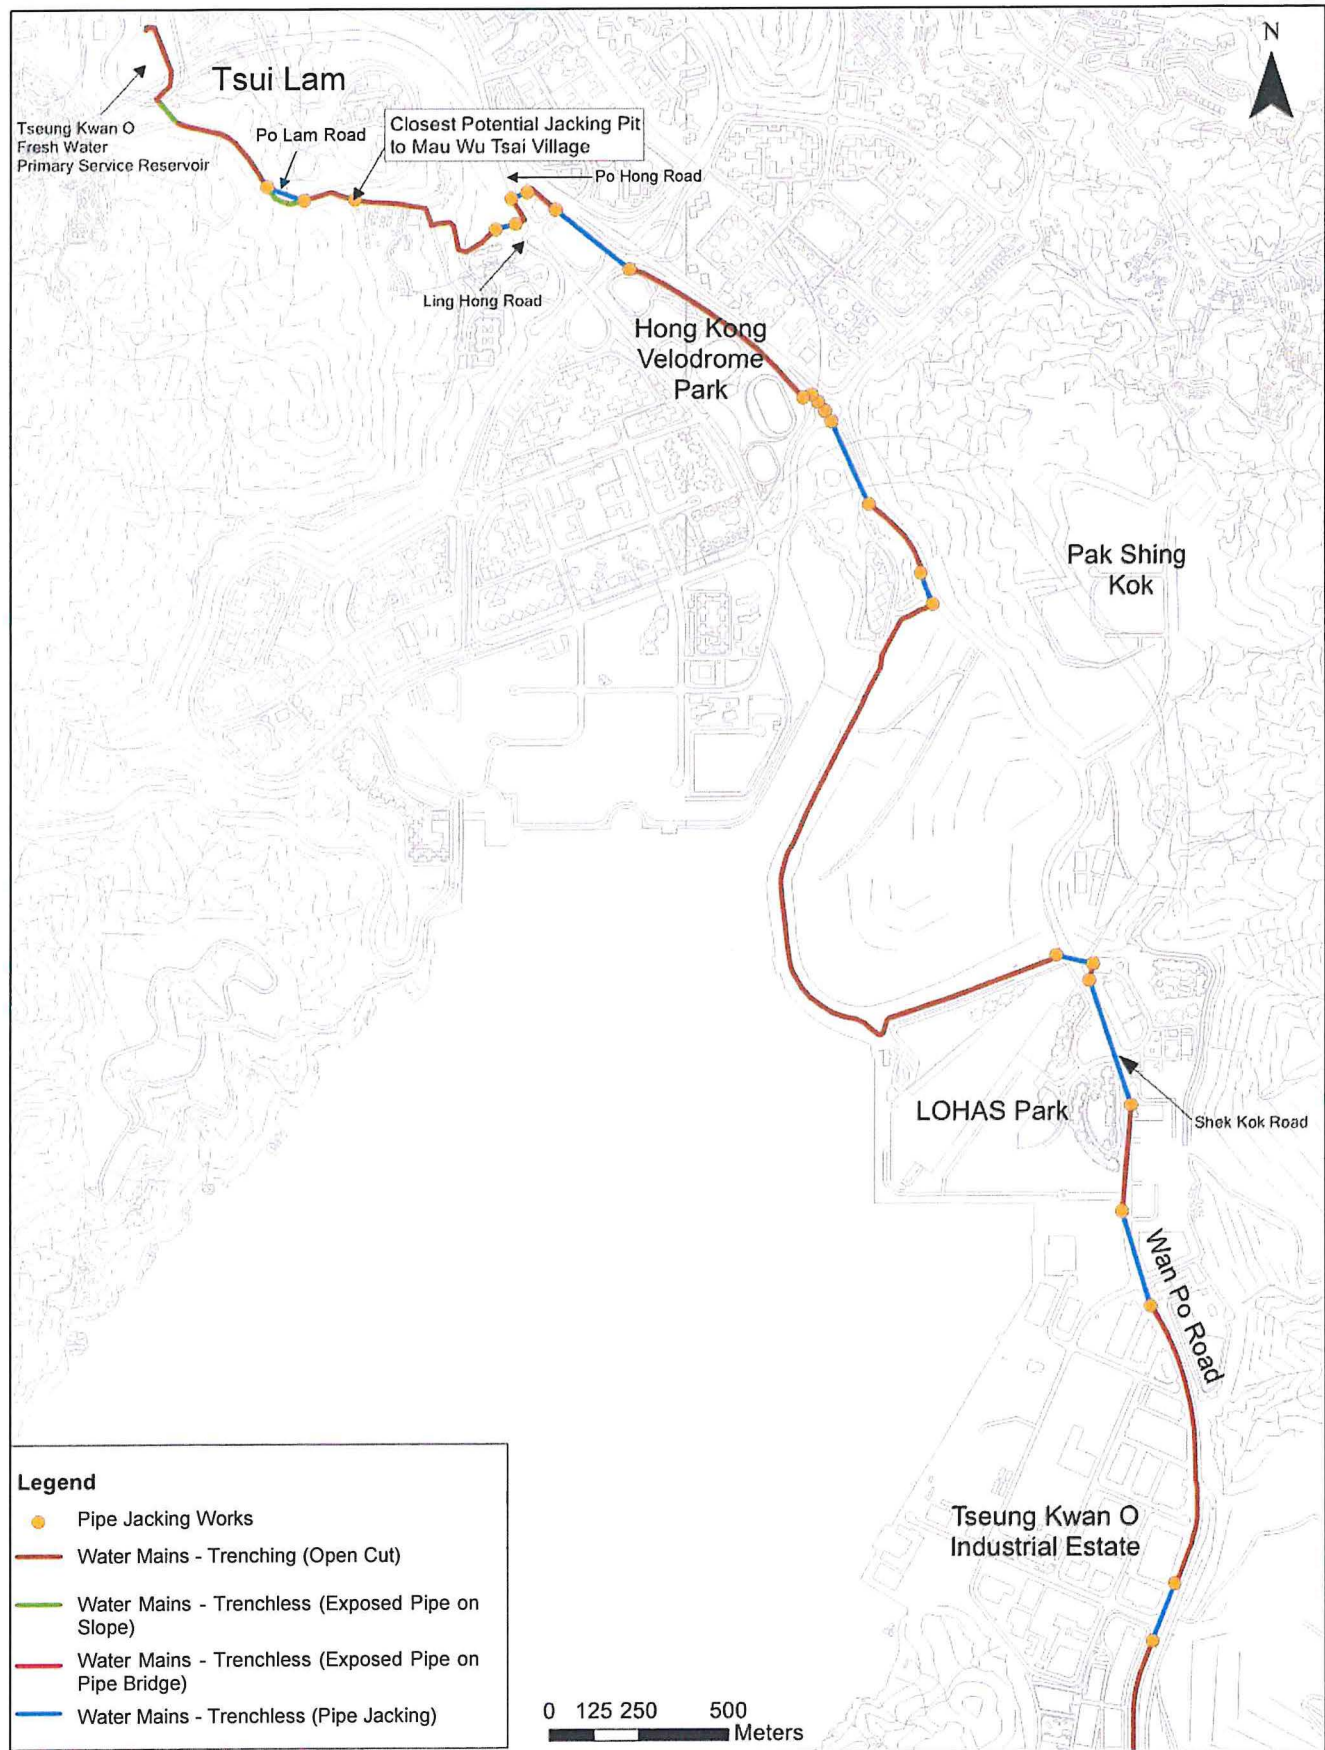 N
Tsui Lam
Tseung Kwan O
Fresh Water
Primary Service Reservoir
Po Lam Road
Closest Potential Jacking Pit
to Mau Wu Tsai Village
Po Hong Road
Ling Hong Road
Hong Kong
Velodrome
Park
Pak Shing
Kok
LOHAS Park
Shek Kok Road
Wan Po Road
Tseung Kwan O
Industrial Estate
Legend
Pipe Jacking Works
Water Mains - Trenching (Open Cut)
Water Mains - Trenchless (Exposed Pipe on
Slope)
Water Mains - Trenchless (Exposed Pipe on
Pipe Bridge)
Water Mains - Trenchless (Pipe Jacking)
0 125 250 500
Meters